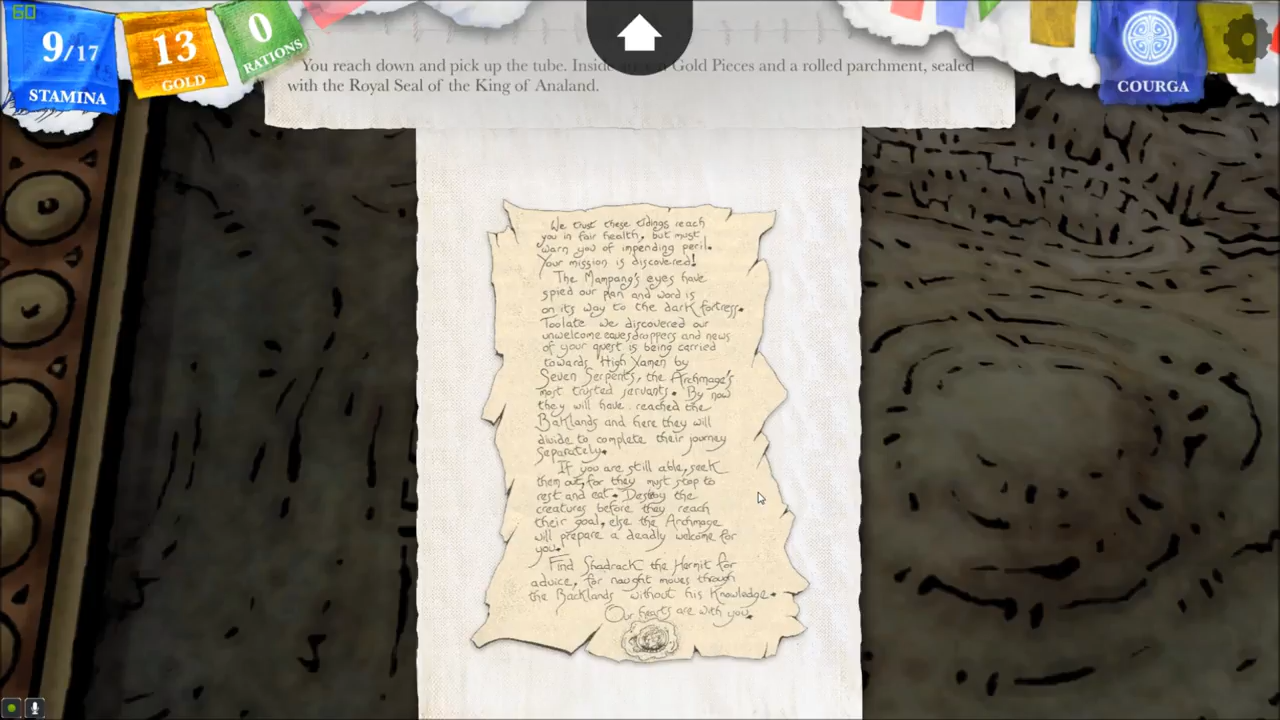 60
9/17
STAMINA
13
GOLD
0
RATIONS
COURGA
You reach down and pick up the tube. Inside Gold Pieces and a rolled parchment, sealed
with the Royal Seal of the King of Analand.
We trust these tidings reach
you in fair health, but must
warn you of impending peril.
Your mission is discovered!
The Mampang's eyes have
spied our plan and word is
on its way to the dark fortress.
Toolate we discovered our
unwelcome eavesdroppers and news
of your quest is being carried
towards High Xamen by
Seven Serpents, the Archmage's
most trusted servants. By now
they will have reached the
Baklands and here they will
divide to complete their journey
separately.
If you are still able, seek
them out, for they must stop to
rest and eat. Destroy the
creatures before they reach
their goal, else the Archmage
will prepare a deadly welcome for
you.
Find Shadrack the Hermit for
advice, for naught moves through
the Backlands without his knowledge.
Our hearts are with you.